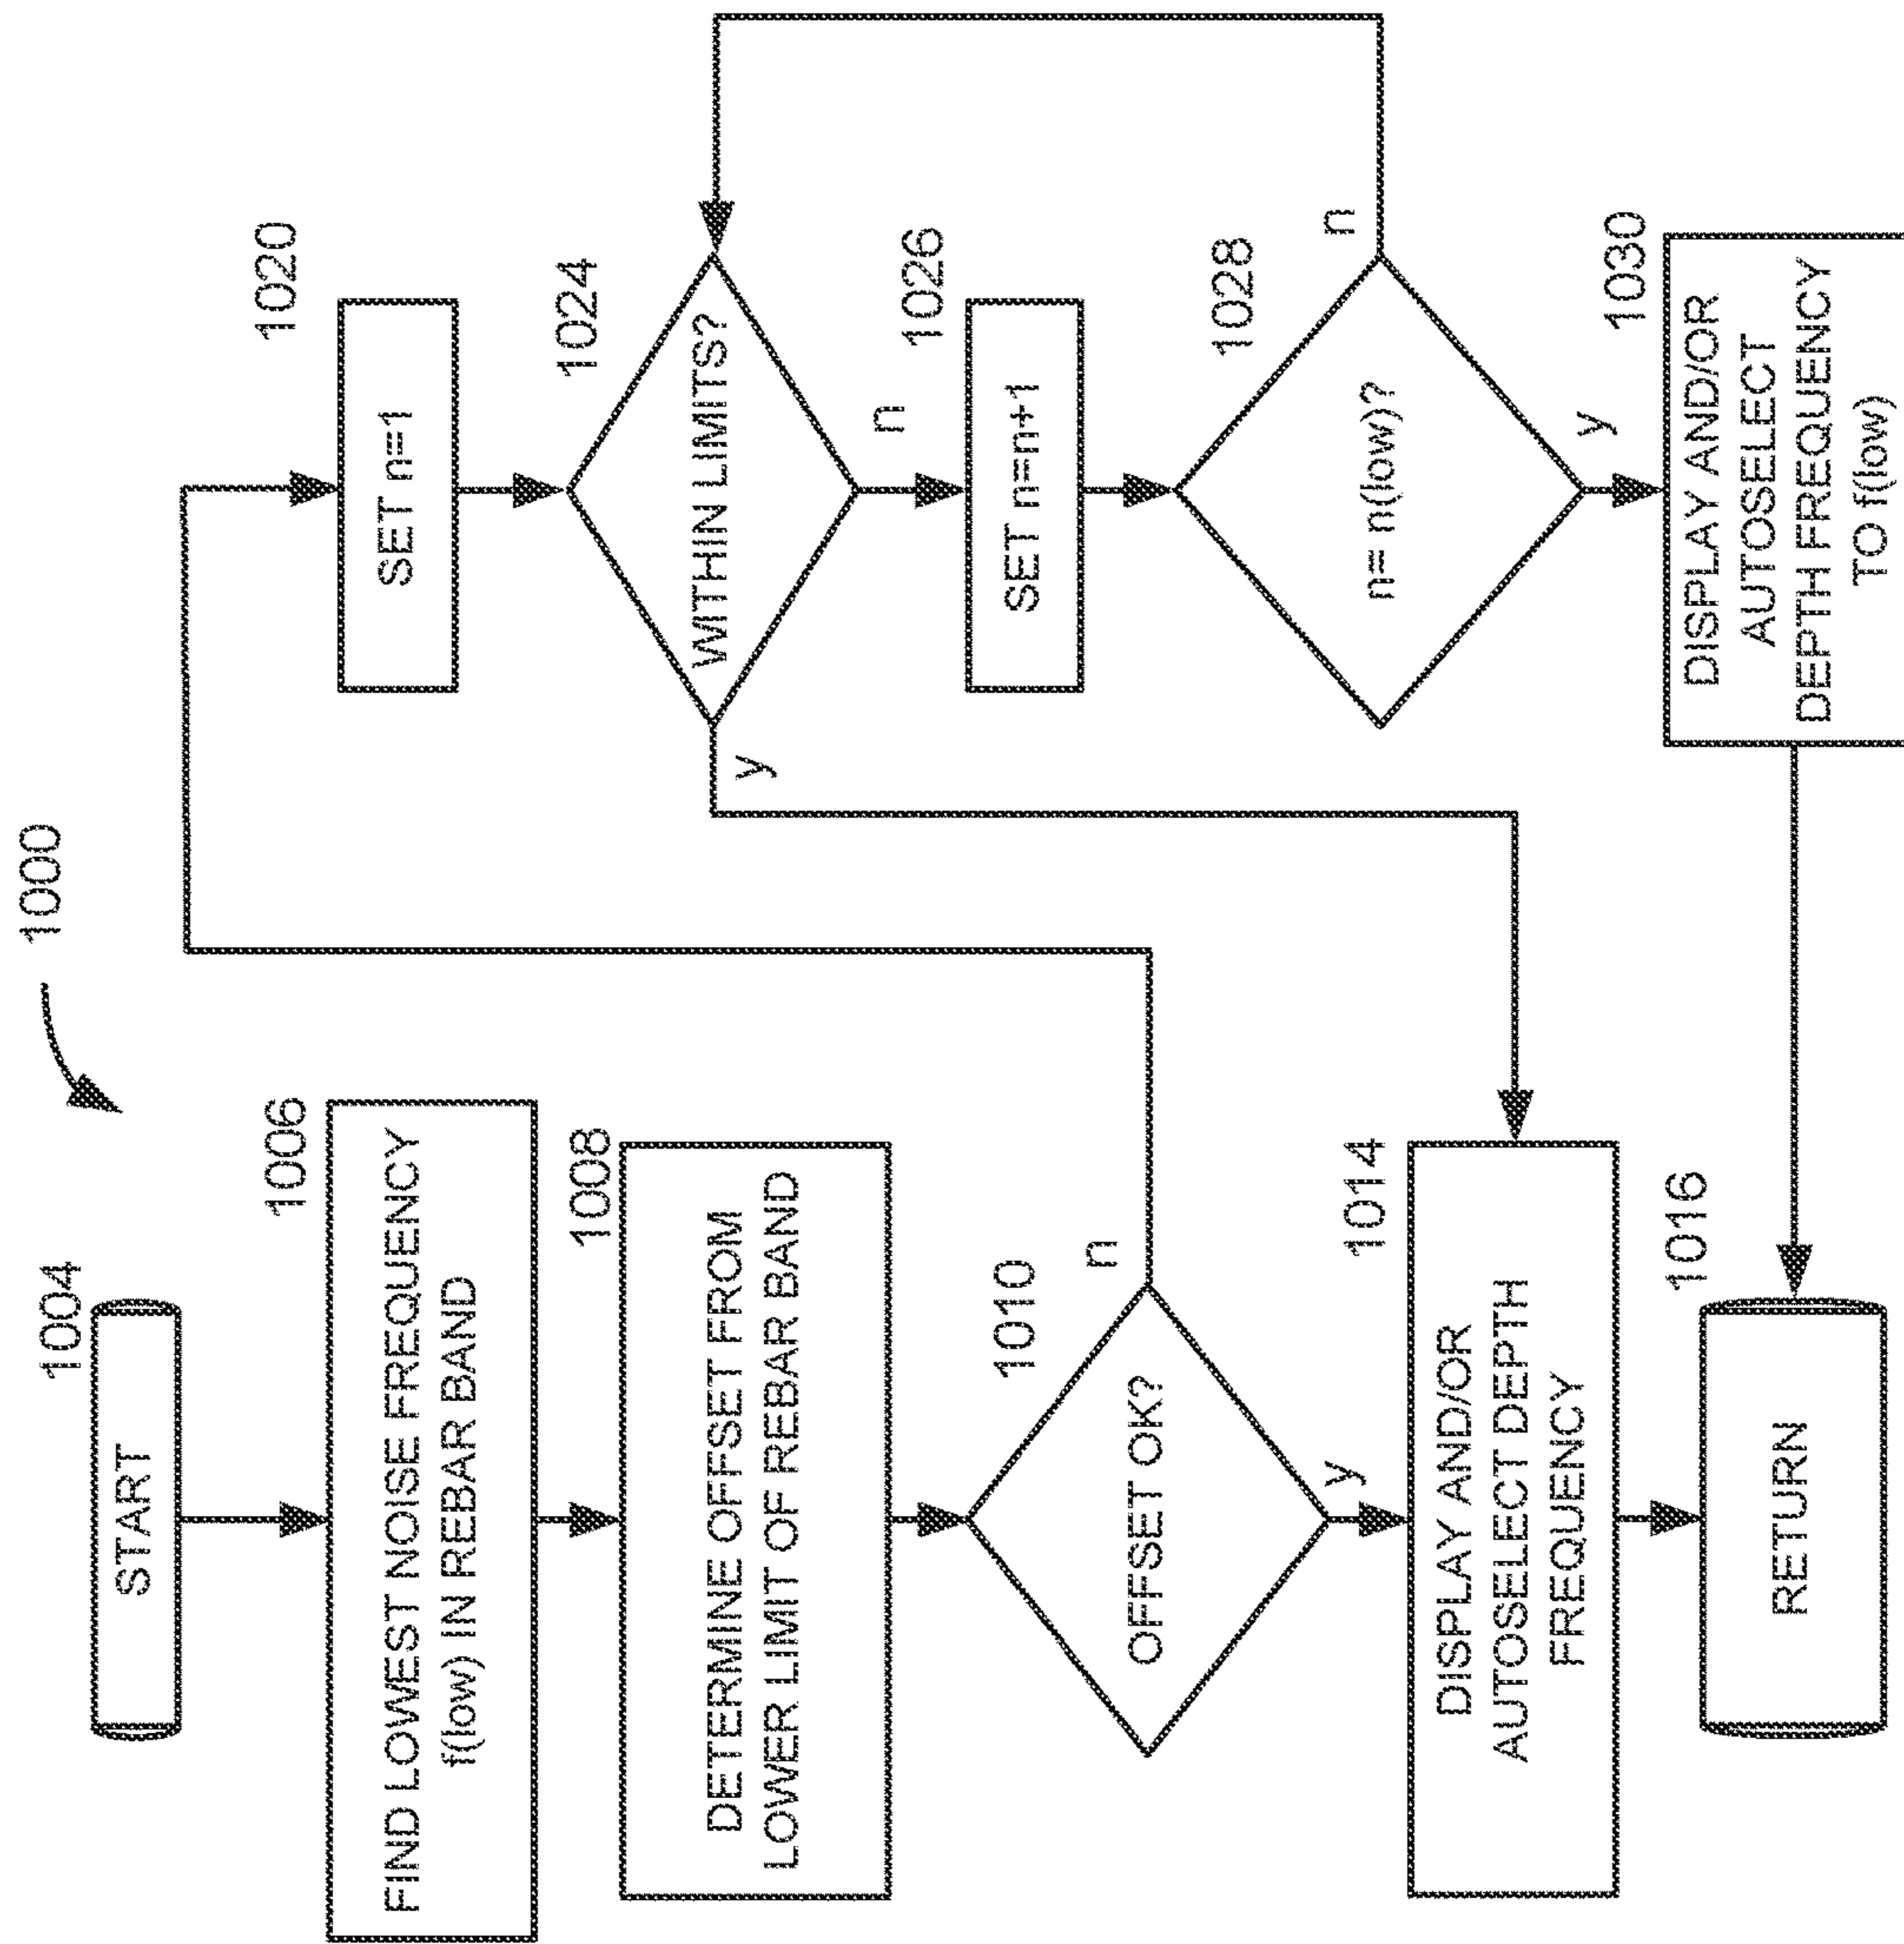 1000
1004
START
1006
FIND LOWEST NOISE FREQUENCY
f(low) IN REBAR BAND
1008
DETERMINE OFFSET FROM
LOWER LIMIT OF REBAR BAND
1010
OFFSET OK?
n
y
1014
DISPLAY AND/OR
AUTOSELECT DEPTH
FREQUENCY
1016
RETURN
1020
SET n=1
1024
WITHIN LIMITS?
y
n
1026
SET n=n+1
1028
n= n(low)?
n
y
1030
DISPLAY AND/OR
AUTOSELECT
DEPTH FREQUENCY
TO f(low)